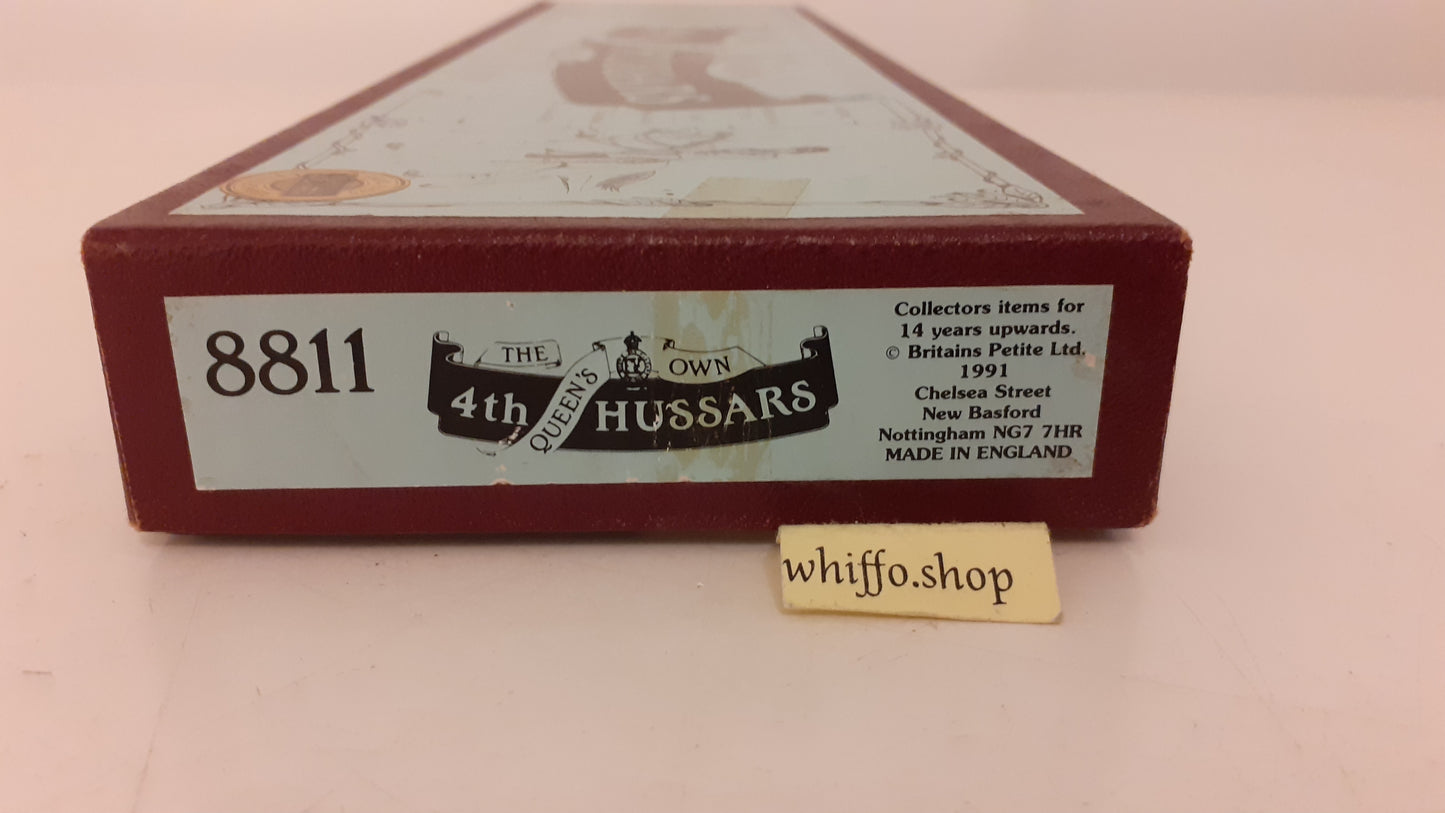 8811
THE QUEEN'S OWN
4th HUSSARS
IV
Collectors items for
14 years upwards.
© Britains Petite Ltd.
1991
Chelsea Street
New Basford
Nottingham NG7 7HR
MADE IN ENGLAND
whiffo.shop